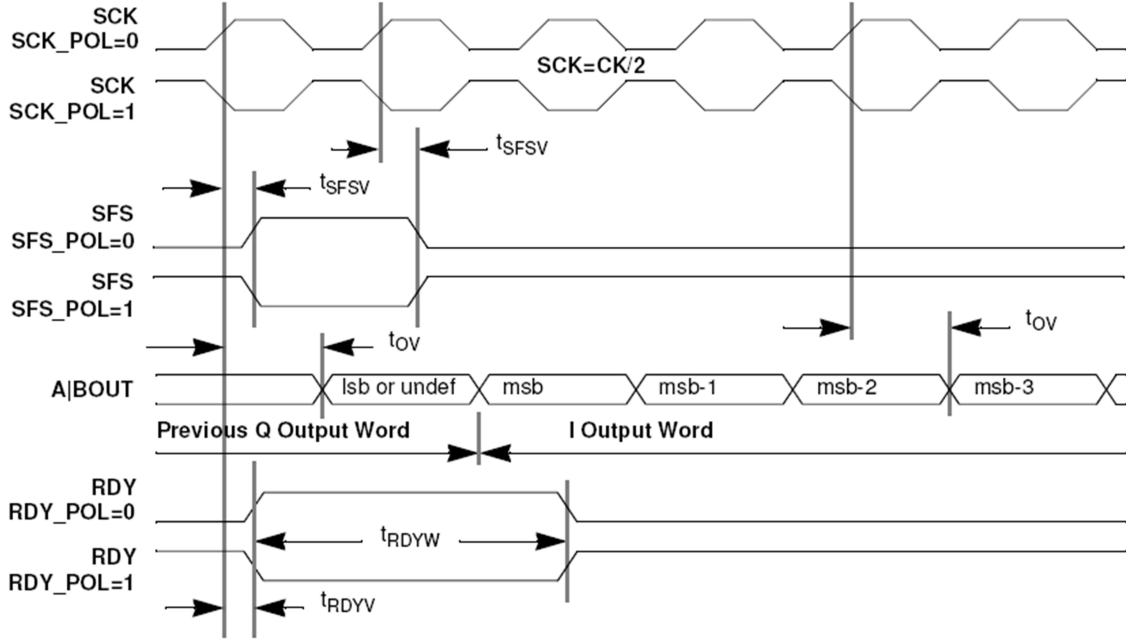 SCK
SCK_POL=0
SCK=CK/2
SCK
SCK_POL=1
tSFSV
tSFSV
SFS
SFS_POL=0
SFS
SFS_POL=1
tOV
tOV
A|BOUT
lsb or undef
msb
msb-1
msb-2
msb-3
Previous Q Output Word
I Output Word
RDY
RDY_POL=0
tRDYW
RDY
RDY_POL=1
tRDYV